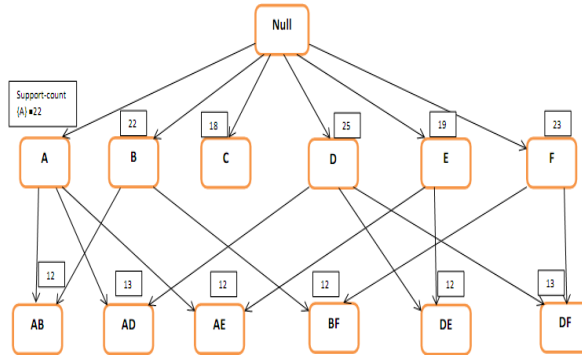 Null
Support-count
{A} =22
22
18
25
19
23
A
B
C
D
E
F
12
13
12
12
12
13
AB
AD
AE
BF
DE
DF